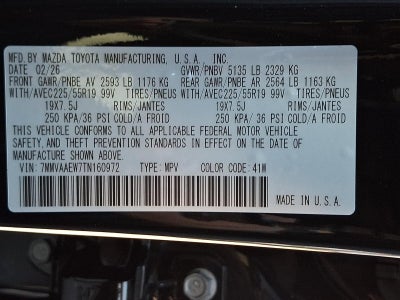 MFD. BY MAZDA TOYOTA MANUFACTURING, U.S.A., INC.
DATE 02/26 GVWR/PNBV 5135 LB 2329 KG
FRONT GAWR/PNBE AV 2593 LB 1176 KG REAR GAWR/PNBE AR 2564 LB 1163 KG
WITH/AVEC225/55R19 99V TIRES/PNEUS WITH/AVEC225/55R19 99V TIRES/PNEUS
19X7.5J RIMS/JANTES 19X7.5J RIMS/JANTES
250 KPA/36 PSI COLD/A FROID 250 KPA/36 PSI COLD/A FROID
THIS VEHICLE CONFORMS TO ALL APPLICABLE FEDERAL MOTOR VEHICLE
SAFETY, AND THEFT PREVENTION STANDARDS IN EFFECT ON THE DATE OF
MANUFACTURE SHOWN ABOVE.
VIN: 7MMVAAEW7TN160972 TYPE: MPV COLOR CODE: 41W
MADE IN U.S.A.